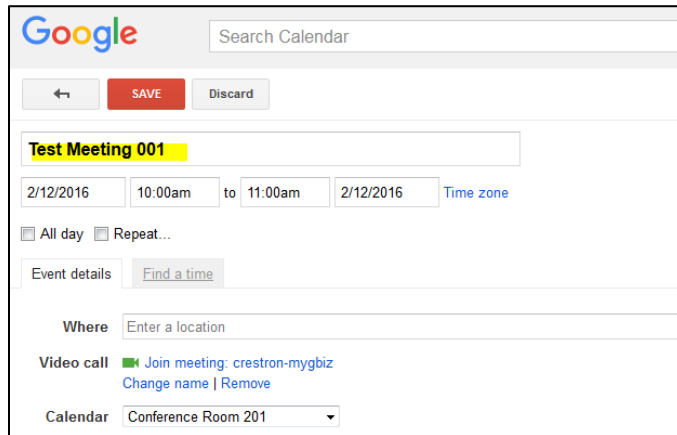 Google Search Calendar
SAVE Discard
Test Meeting 001
2/12/2016 10:00am to 11:00am 2/12/2016 Time zone
All day Repeat...
Event details Find a time
Where Enter a location
Video call Join meeting: crestron-mygbiz
Change name | Remove
Calendar Conference Room 201